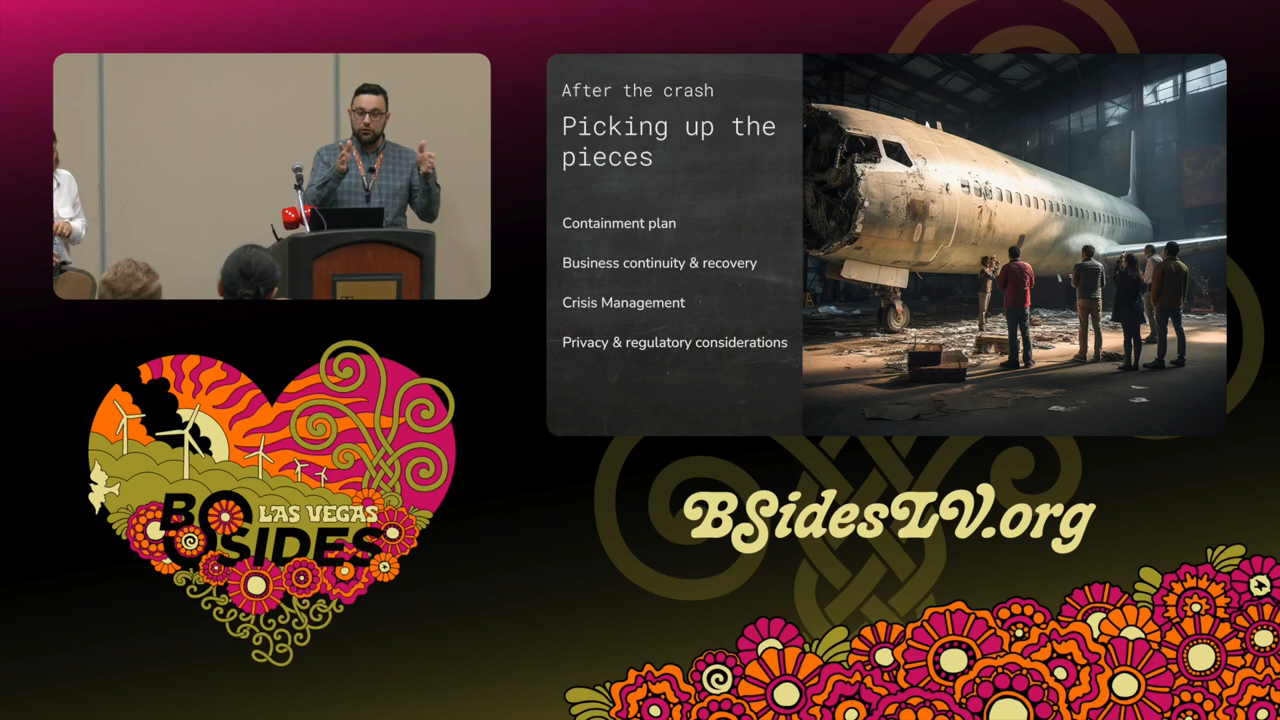 After the crash
Picking up the
pieces
Containment plan
Business continuity & recovery
Crisis Management
Privacy & regulatory considerations
LAS VEGAS
BSidesLV.org